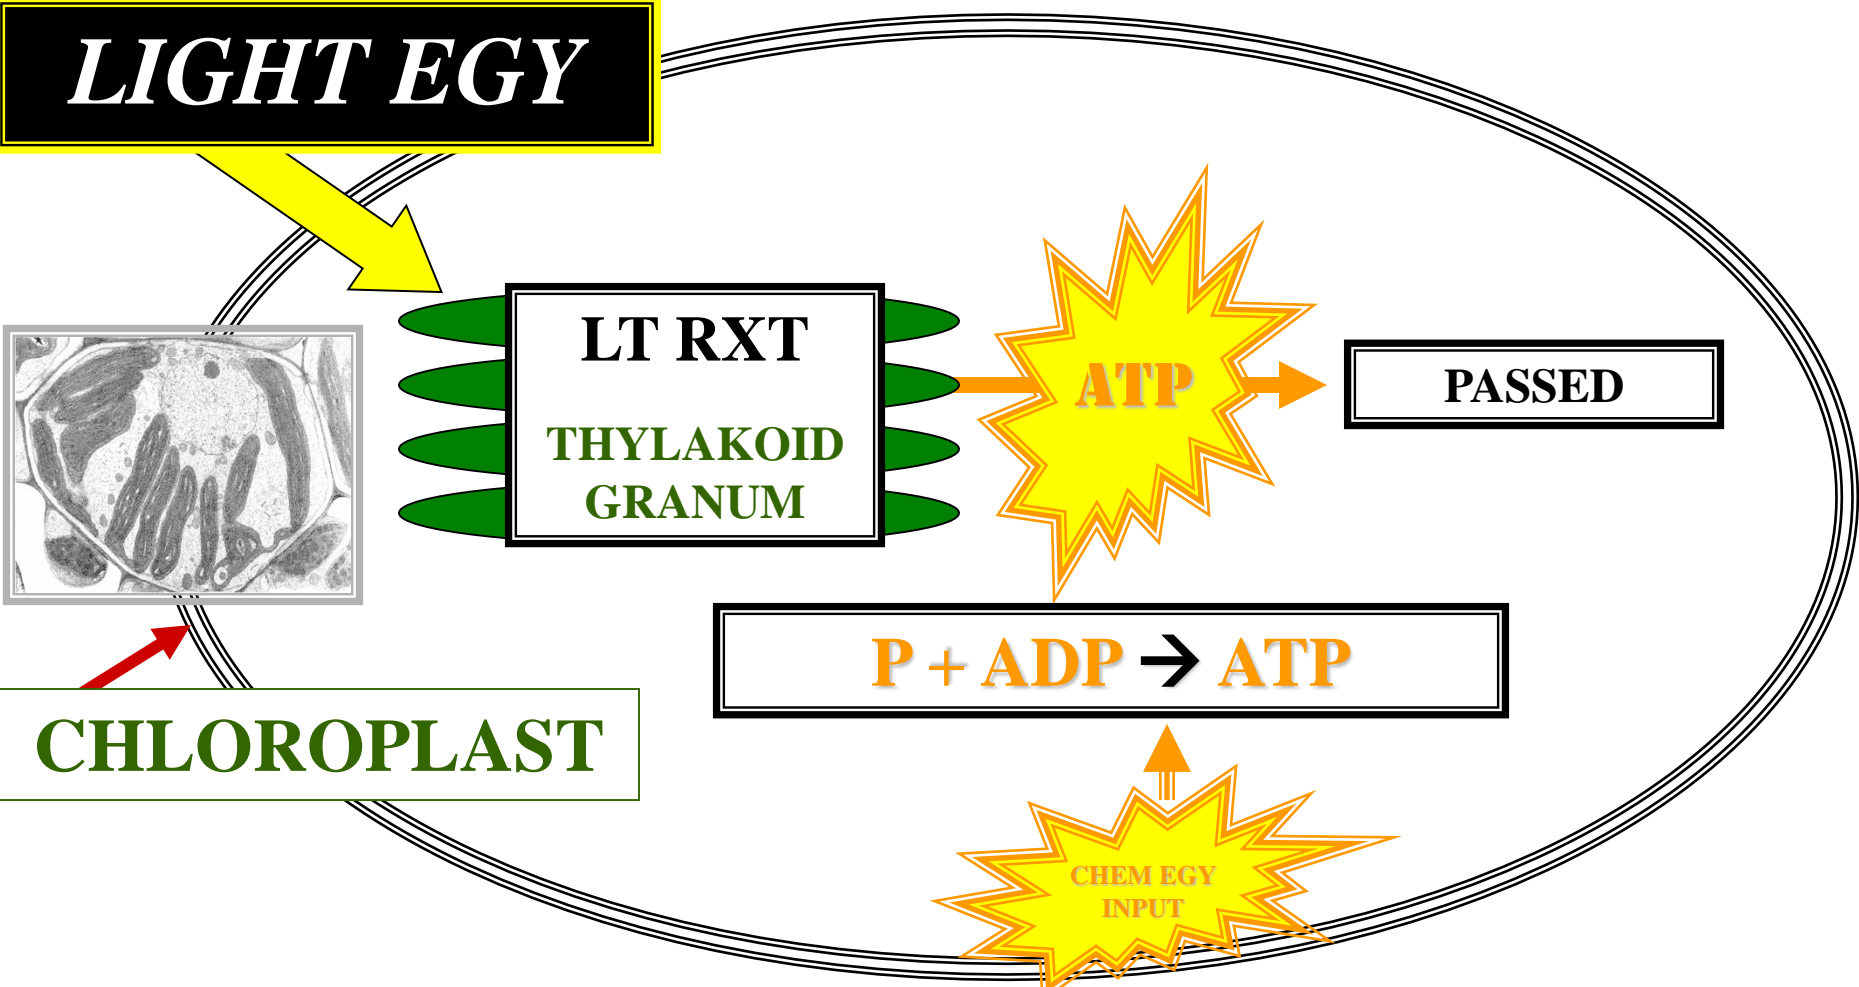 LIGHT EGY
LT RXT
THYLAKOID
GRANUM
ATP
PASSED
P + ADP → ATP
CHLOROPLAST
CHEM EGY
INPUT